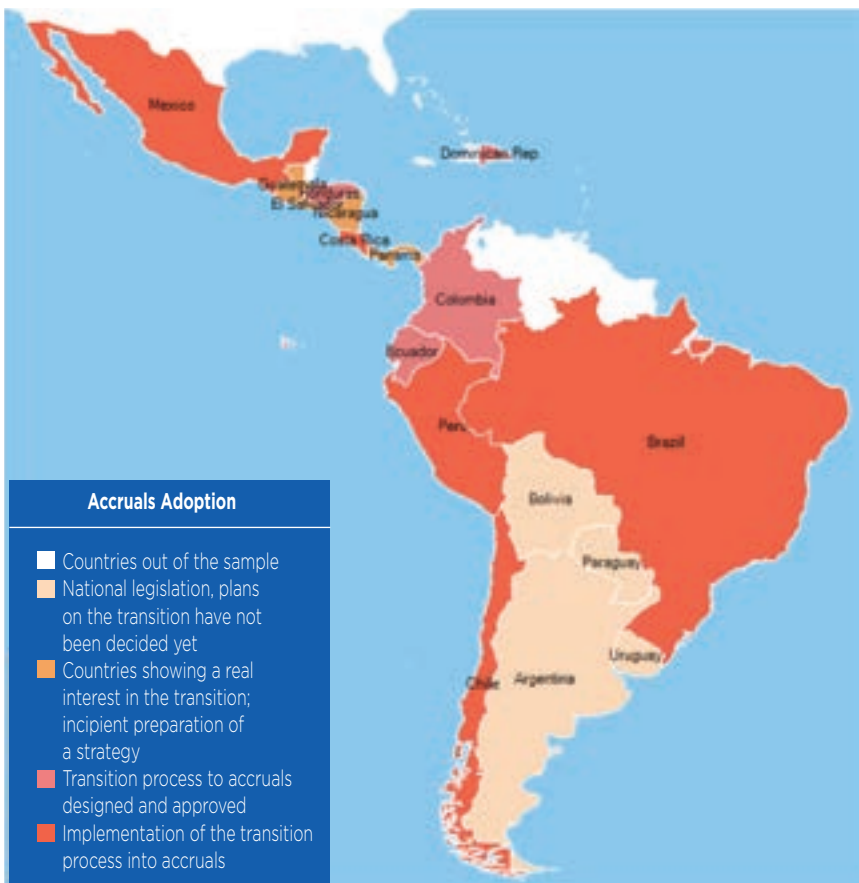 Mexico
Dominican Rep
Guatemala
Honduras
El Salvador
Nicaragua
Costa Rica
Panama
Colombia
Ecuador
Peru
Brazil
Bolivia
Paraguay
Uruguay
Chile
Argentina
Accruals Adoption
Countries out of the sample
National legislation, plans
on the transition have not
been decided yet
Countries showing a real
interest in the transition;
incipient preparation of
a strategy
Transition process to accruals
designed and approved
Implementation of the transition
process into accruals